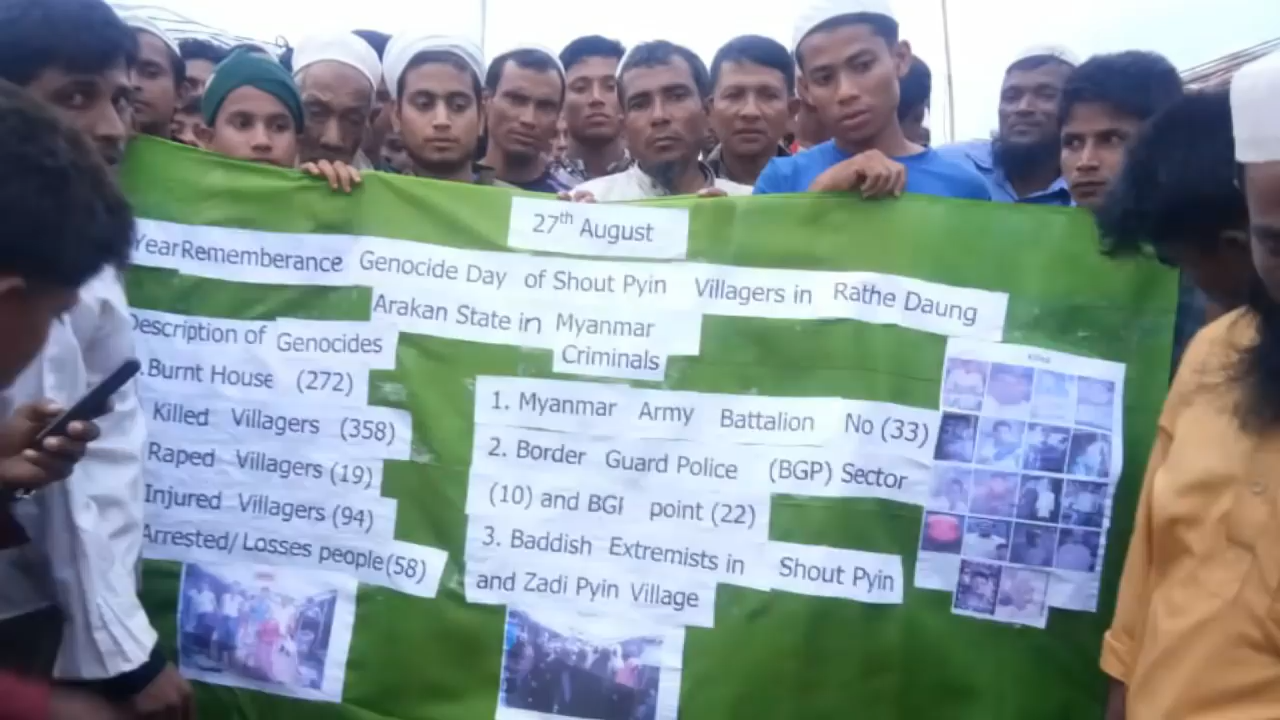 27th August
Year Rememberance Genocide Day of Shout Pyin Villagers in Rathe Daung
Arakan State in Myanmar
Description of Genocides
Burnt House (272)
Killed Villagers (358)
Raped Villagers (19)
Injured Villagers (94)
Arrested/ Losses people (58)
Criminals
1. Myanmar Army Battalion No (33)
2. Border Guard Police (BGP) Sector
(10) and BGI point (22)
3. Baddish Extremists in Shout Pyin
and Zadi Pyin Village
Killed